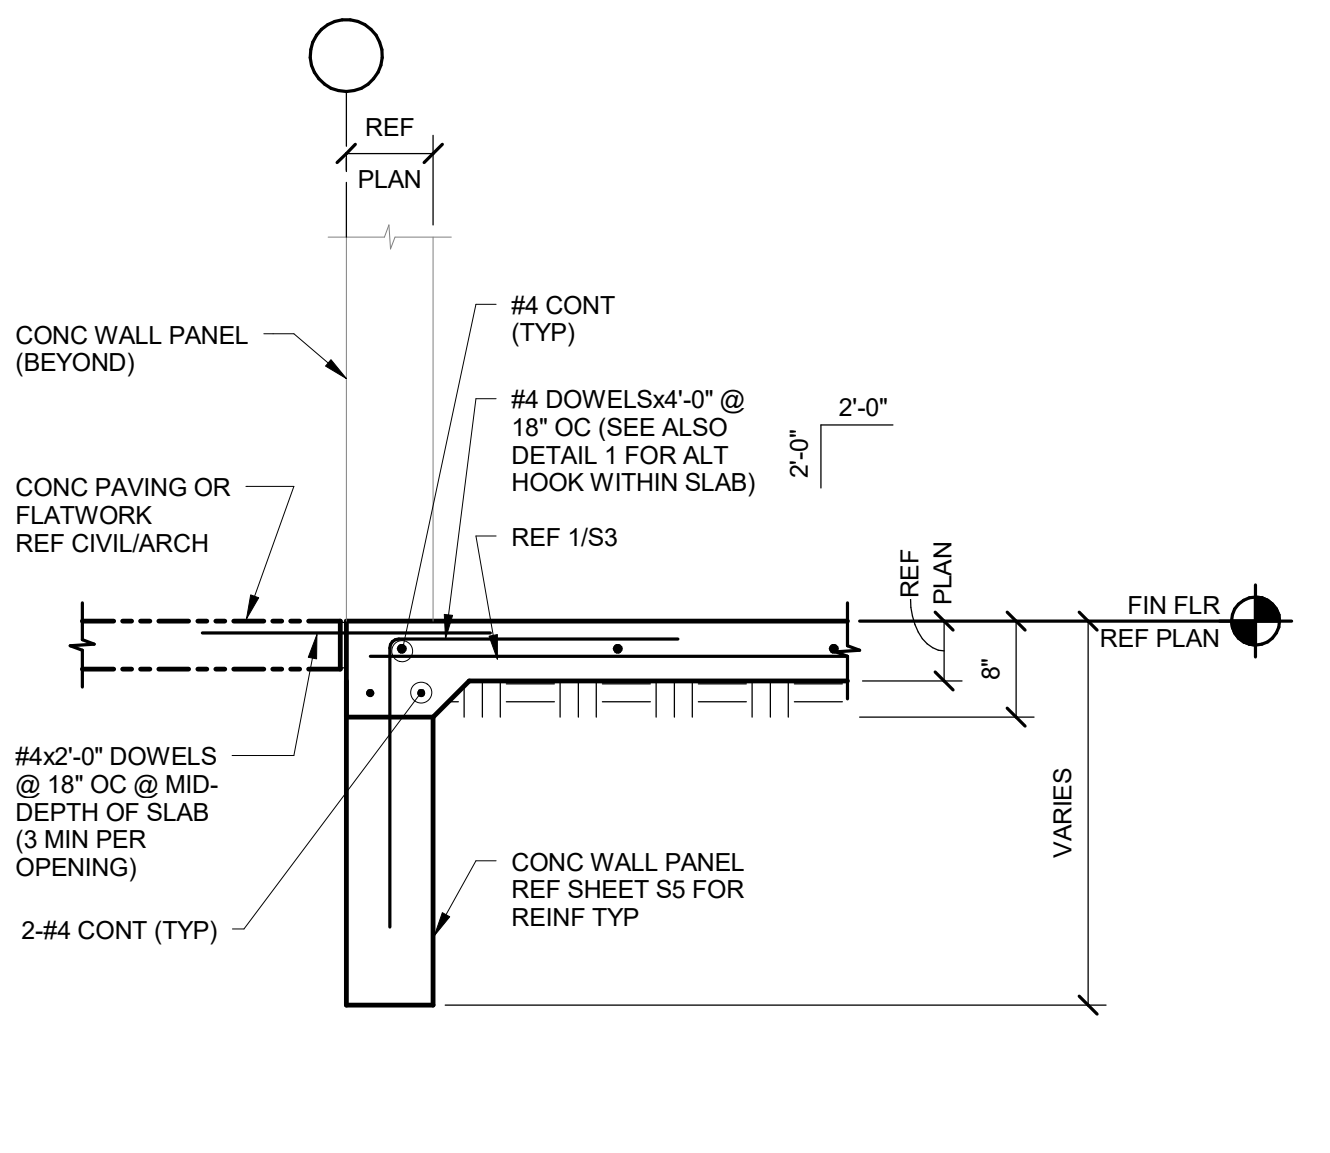 REF
PLAN
#4 CONT
(TYP)
CONC WALL PANEL
(BEYOND)
#4 DOWELSx4'-0" @
18" OC (SEE ALSO
DETAIL 1 FOR ALT
HOOK WITHIN SLAB)
2'-0"
2'-0"
CONC PAVING OR
FLATWORK
REF CIVIL/ARCH
REF 1/S3
REF
PLAN
FIN FLR
REF PLAN
8"
#4x2'-0" DOWELS
@ 18" OC @ MID-
DEPTH OF SLAB
(3 MIN PER
OPENING)
VARIES
CONC WALL PANEL
REF SHEET S5 FOR
REINF TYP
2-#4 CONT (TYP)